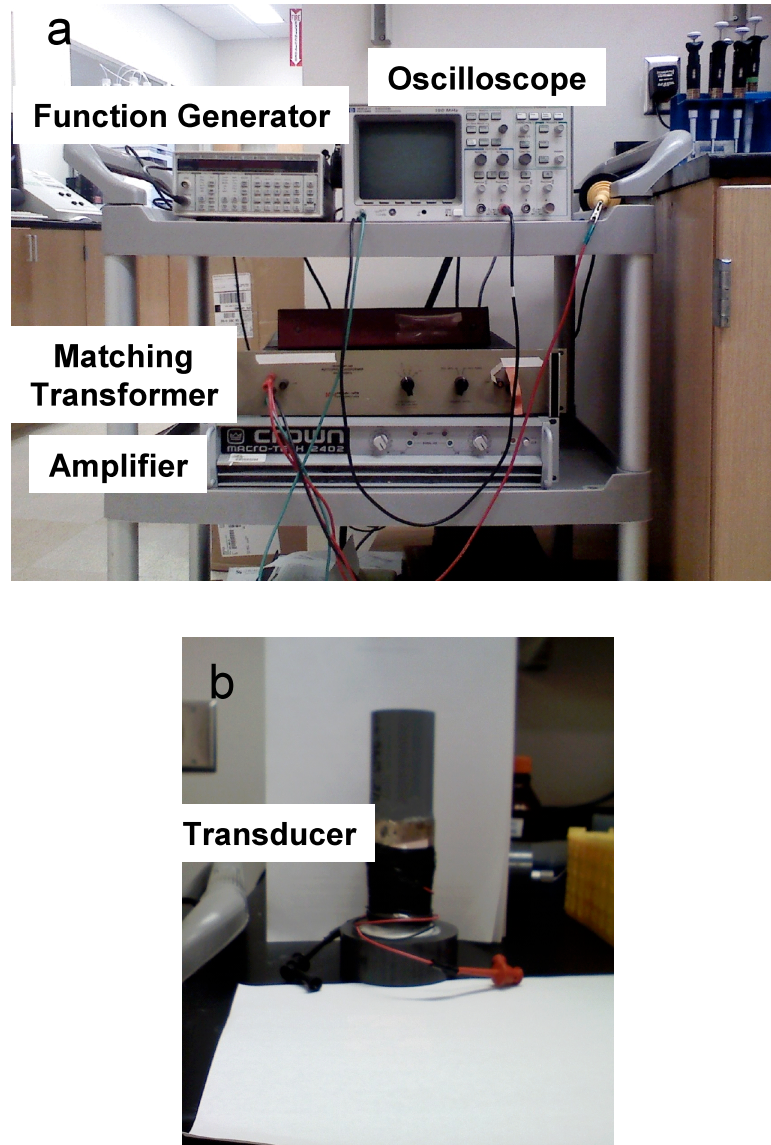 a
Oscilloscope
Function Generator
Matching
Transformer
Amplifier
crown
MACRO-TECH 2402
b
Transducer